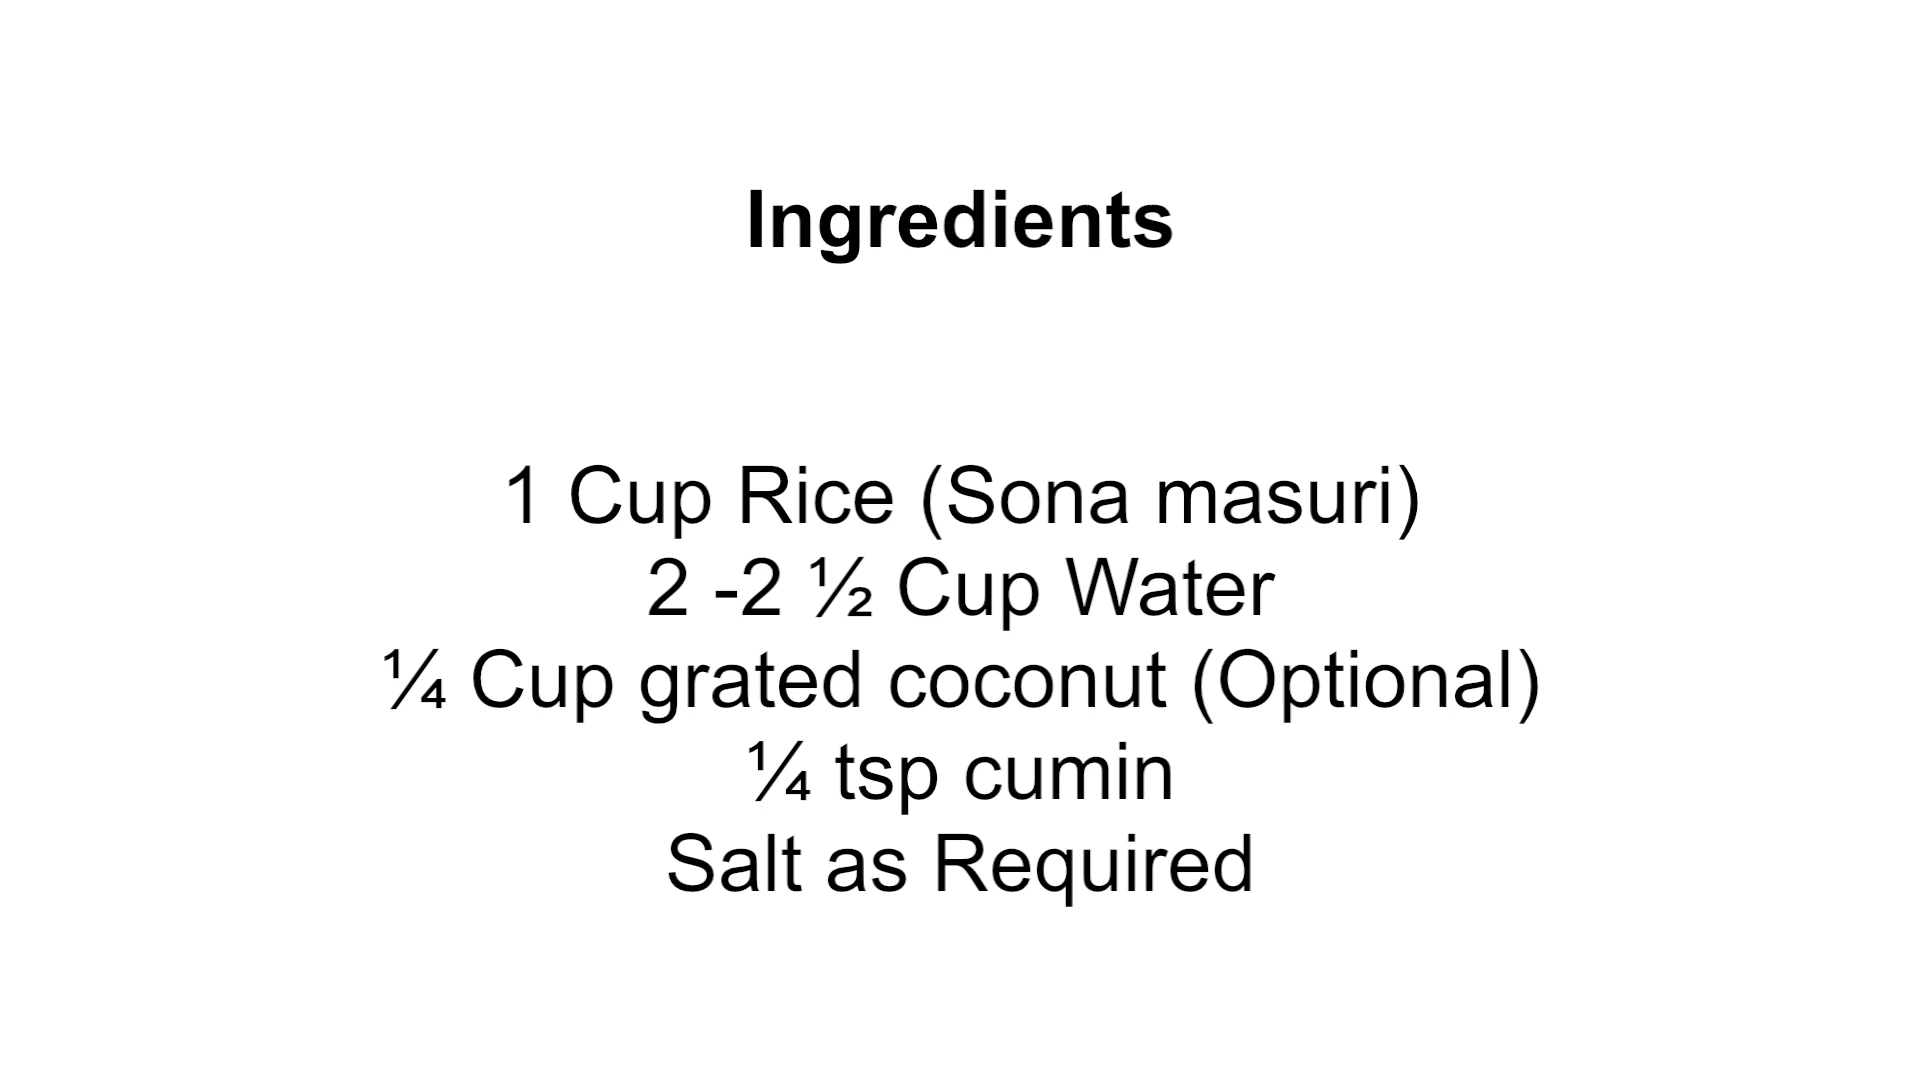 Ingredients
1 Cup Rice (Sona masuri)
2 -2 ½ Cup Water
¼ Cup grated coconut (Optional)
¼ tsp cumin
Salt as Required